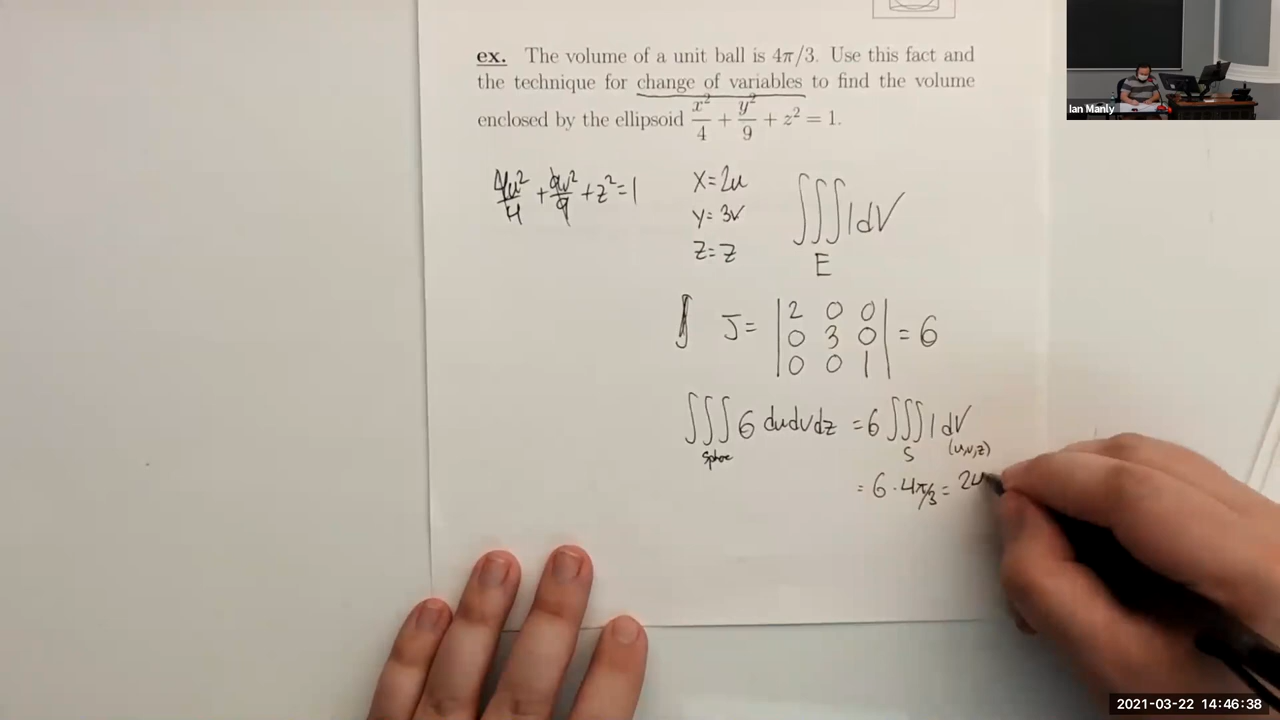 ex. The volume of a unit ball is 4π/3. Use this fact and
the technique for change of variables to find the volume
enclosed by the ellipsoid x²/4 + y²/9 + z² = 1.
4u²/4 + 9v²/9 + z² = 1
x = 2u
y = 3v
z = z
∭ 1 dV
E
J = | 2 0 0 |
| 0 3 0 | = 6
| 0 0 1 |
∭ 6 du dv dz = 6 ∭ 1 dV
Sphere S (u,v,z)
= 6 · 4π/3 = 24
Ian Manly
2021-03-22 14:46:38